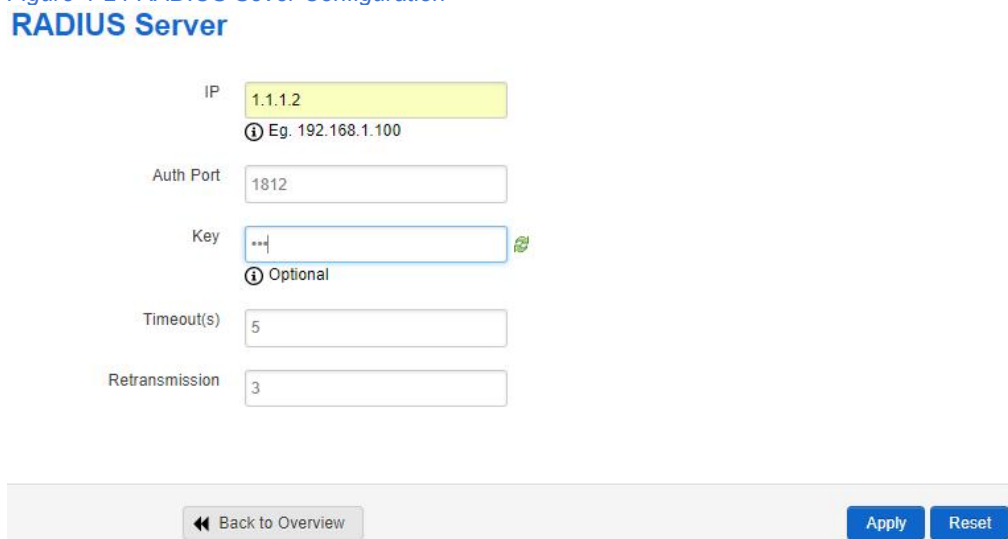 RADIUS Server
IP
1.1.1.2
Eg. 192.168.1.100
Auth Port
1812
Key
•••
Optional
Timeout(s)
5
Retransmission
3
Back to Overview
Apply
Reset